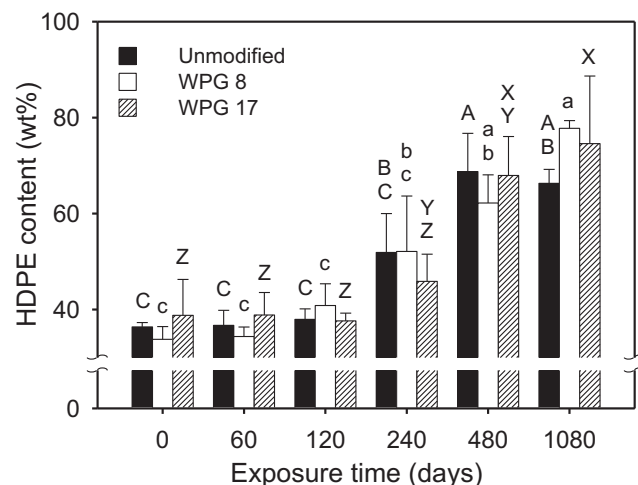 100
80
60
40
0
HDPE content (wt%)
Unmodified
WPG 8
WPG 17
C
c
Z
C
c
Z
C
c
Z
B
C
b
c
Y
Z
A
a
b
X
Y
A
B
a
X
0
60
120
240
480
1080
Exposure time (days)